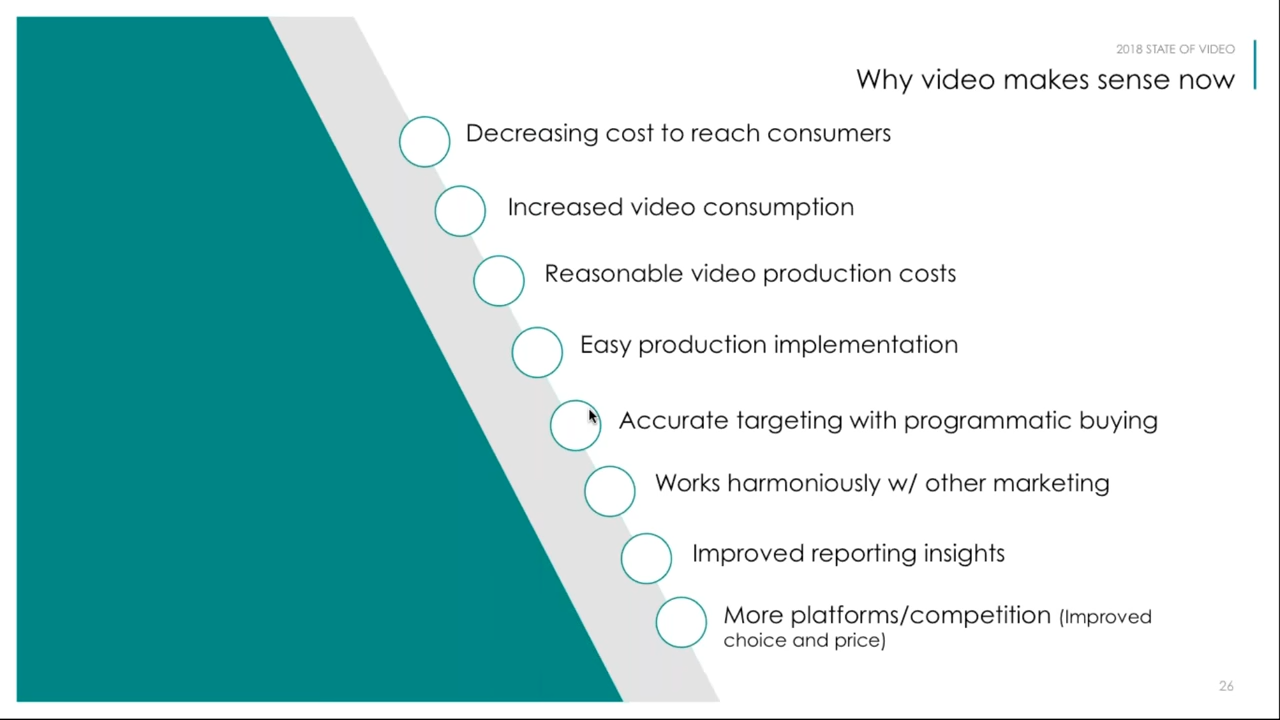 2018 STATE OF VIDEO
Why video makes sense now
Decreasing cost to reach consumers
Increased video consumption
Reasonable video production costs
Easy production implementation
Accurate targeting with programmatic buying
Works harmoniously w/ other marketing
Improved reporting insights
More platforms/competition (Improved
choice and price)
26